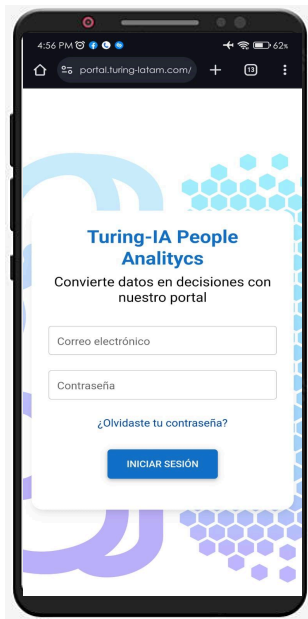 4:56 PM
62%
portal.turing-latam.com/
13
Turing-IA People
Analitycs
Convierte datos en decisiones con
nuestro portal
Correo electrónico
Contraseña
¿Olvidaste tu contraseña?
INICIAR SESIÓN